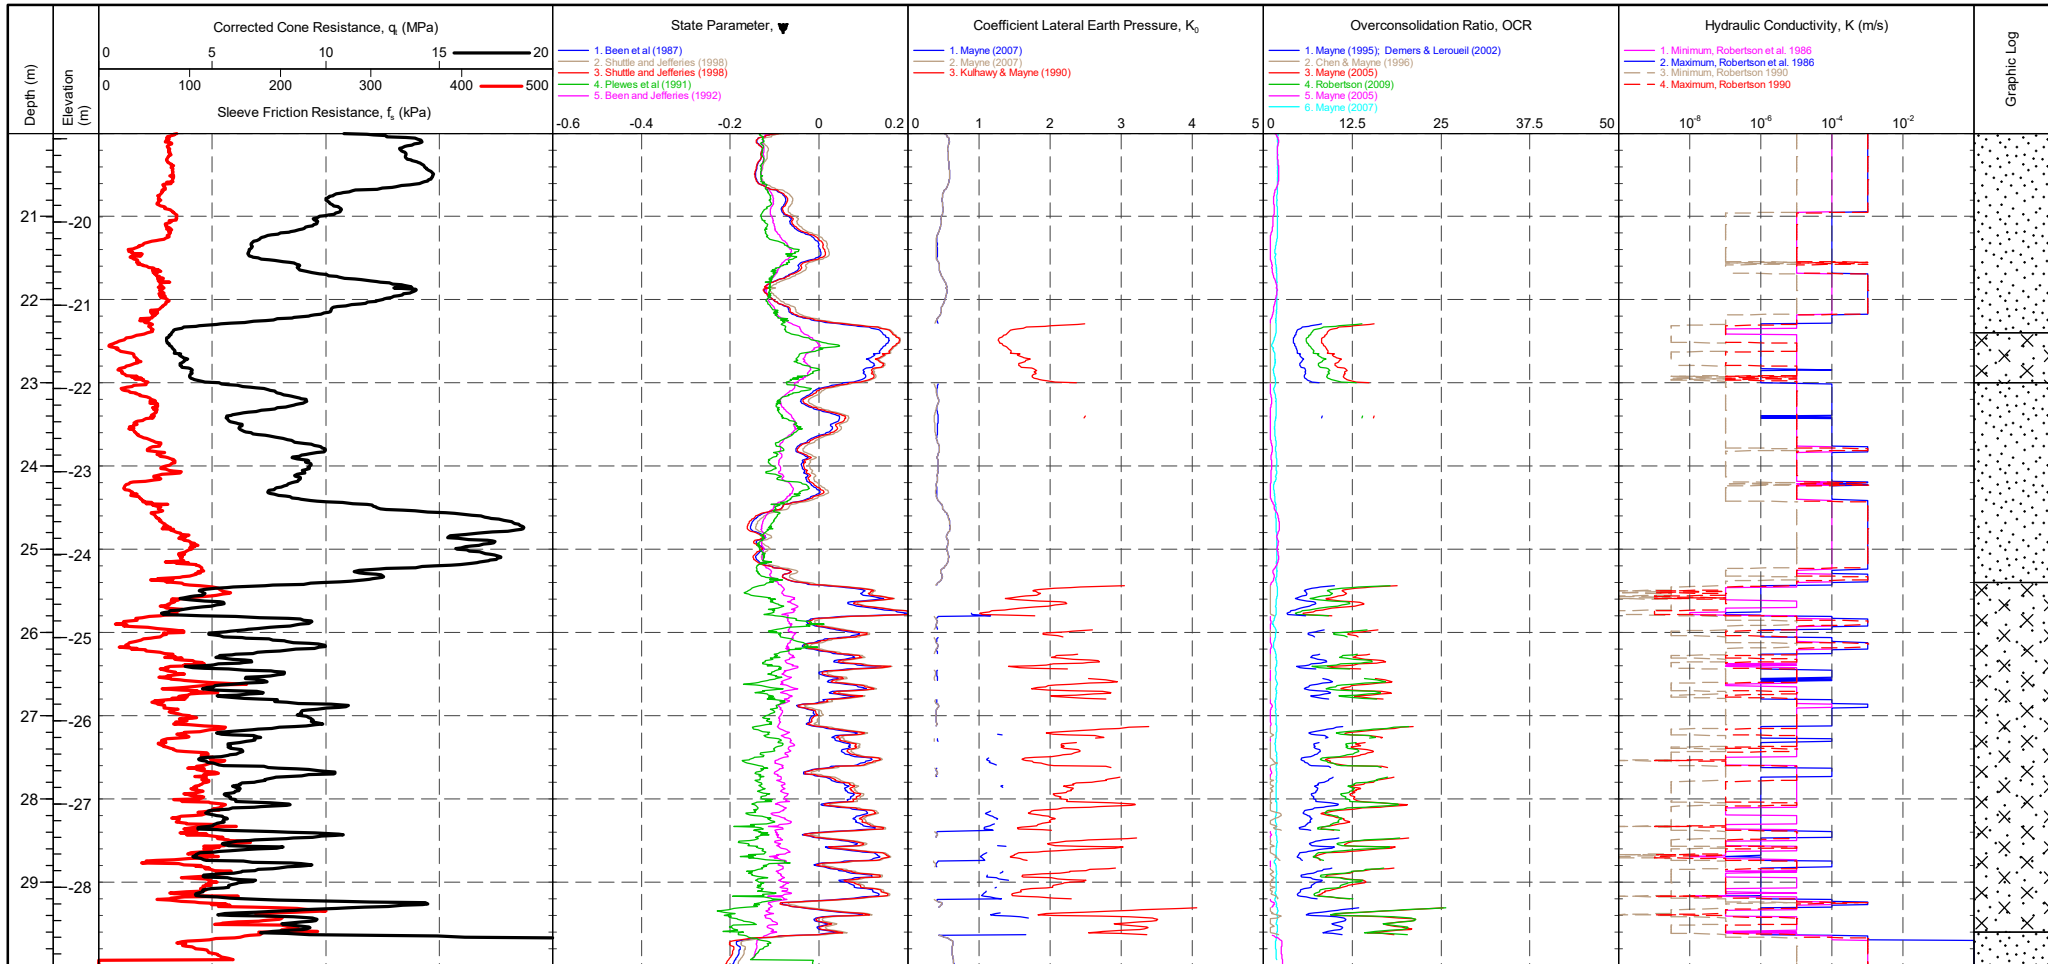 Depth (m)
Elevation (m)
Corrected Cone Resistance, qt (MPa)
0 5 10 15 20
0 100 200 300 400 500
Sleeve Friction Resistance, fs (kPa)
State Parameter, Ψ
1. Been et al (1987)
2. Shuttle and Jefferies (1998)
3. Shuttle and Jefferies (1998)
4. Plewes et al (1991)
5. Been and Jefferies (1992)
-0.6 -0.2 0 0.2
Coefficient Lateral Earth Pressure, K0
1. Mayne (2007)
2. Mayne (2007)
3. Kulhawy & Mayne (1990)
0 0 1 2 3 4 5
Overconsolidation Ratio, OCR
1. Mayne (1995); Demers & Leroueil (2002)
2. Chen & Mayne (1996)
3. Mayne (2005)
4. Robertson (2009)
5. Mayne (2005)
6. Mayne (2007)
0 12.5 25 37.5 50
Hydraulic Conductivity, K (m/s)
1. Minimum, Robertson et al. 1986
2. Maximum, Robertson et al. 1986
3. Minimum, Robertson 1990
4. Maximum, Robertson 1990
10-8 10-6 10-4 10-2
Graphic Log
21
-20
22
-21
23
-22
24
-23
25
-24
26
-25
27
-26
28
-27
29
-28